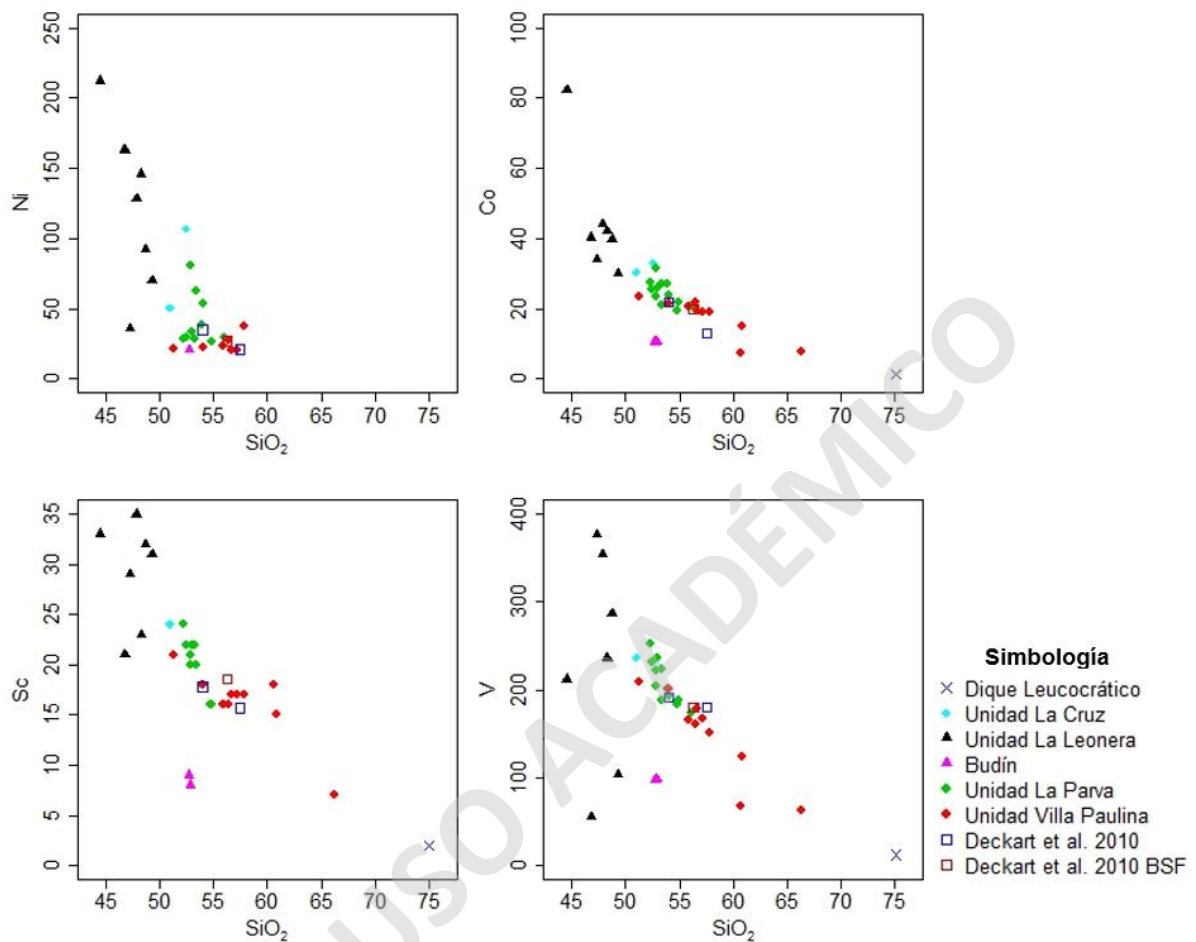 250
200
150
100
50
0
Ni
45 50 55 60 65 70 75
SiO₂
100
80
60
40
20
0
Co
45 50 55 60 65 70 75
SiO₂
35
30
25
20
15
10
5
0
Sc
45 50 55 60 65 70 75
SiO₂
400
300
200
100
0
V
45 50 55 60 65 70 75
SiO₂
Simbología
Dique Leucocrático
Unidad La Cruz
Unidad La Leonera
Budín
Unidad La Parva
Unidad Villa Paulina
Deckart et al. 2010
Deckart et al. 2010 BSF
USO ACADÉMICO